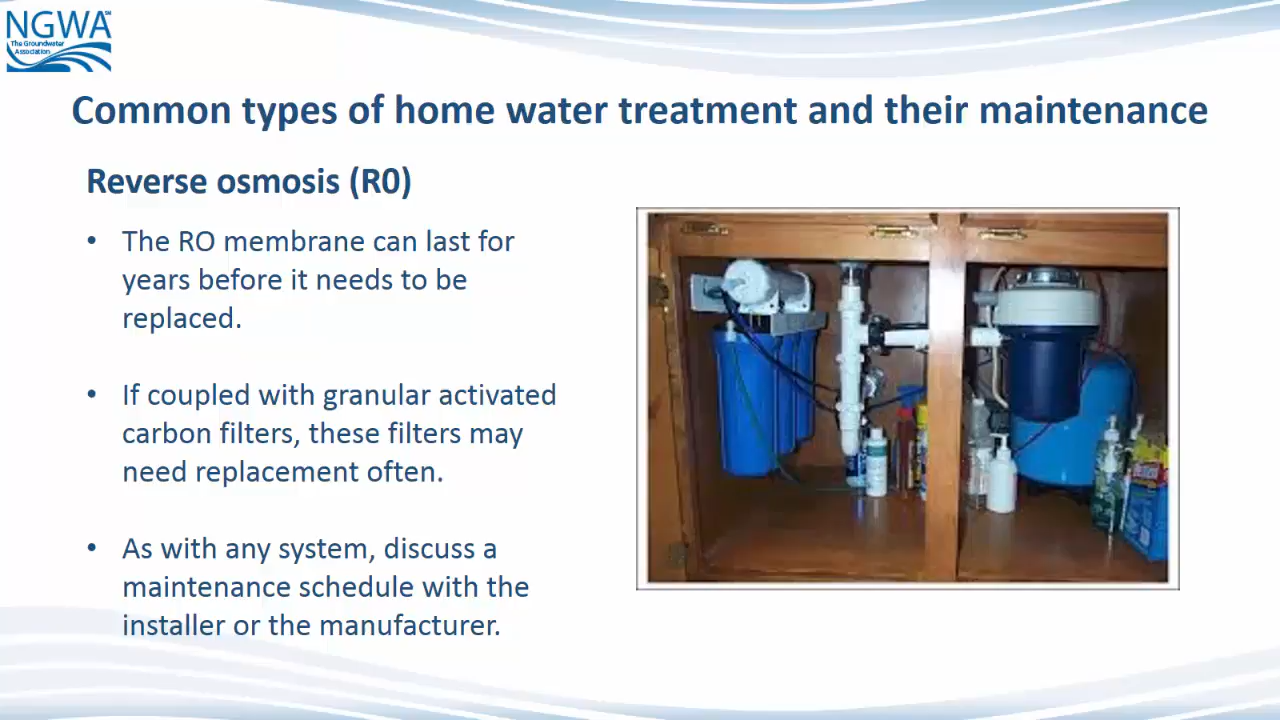 NGWA
The Groundwater
Association
Common types of home water treatment and their maintenance
Reverse osmosis (R0)
• The RO membrane can last for
years before it needs to be
replaced.
• If coupled with granular activated
carbon filters, these filters may
need replacement often.
• As with any system, discuss a
maintenance schedule with the
installer or the manufacturer.